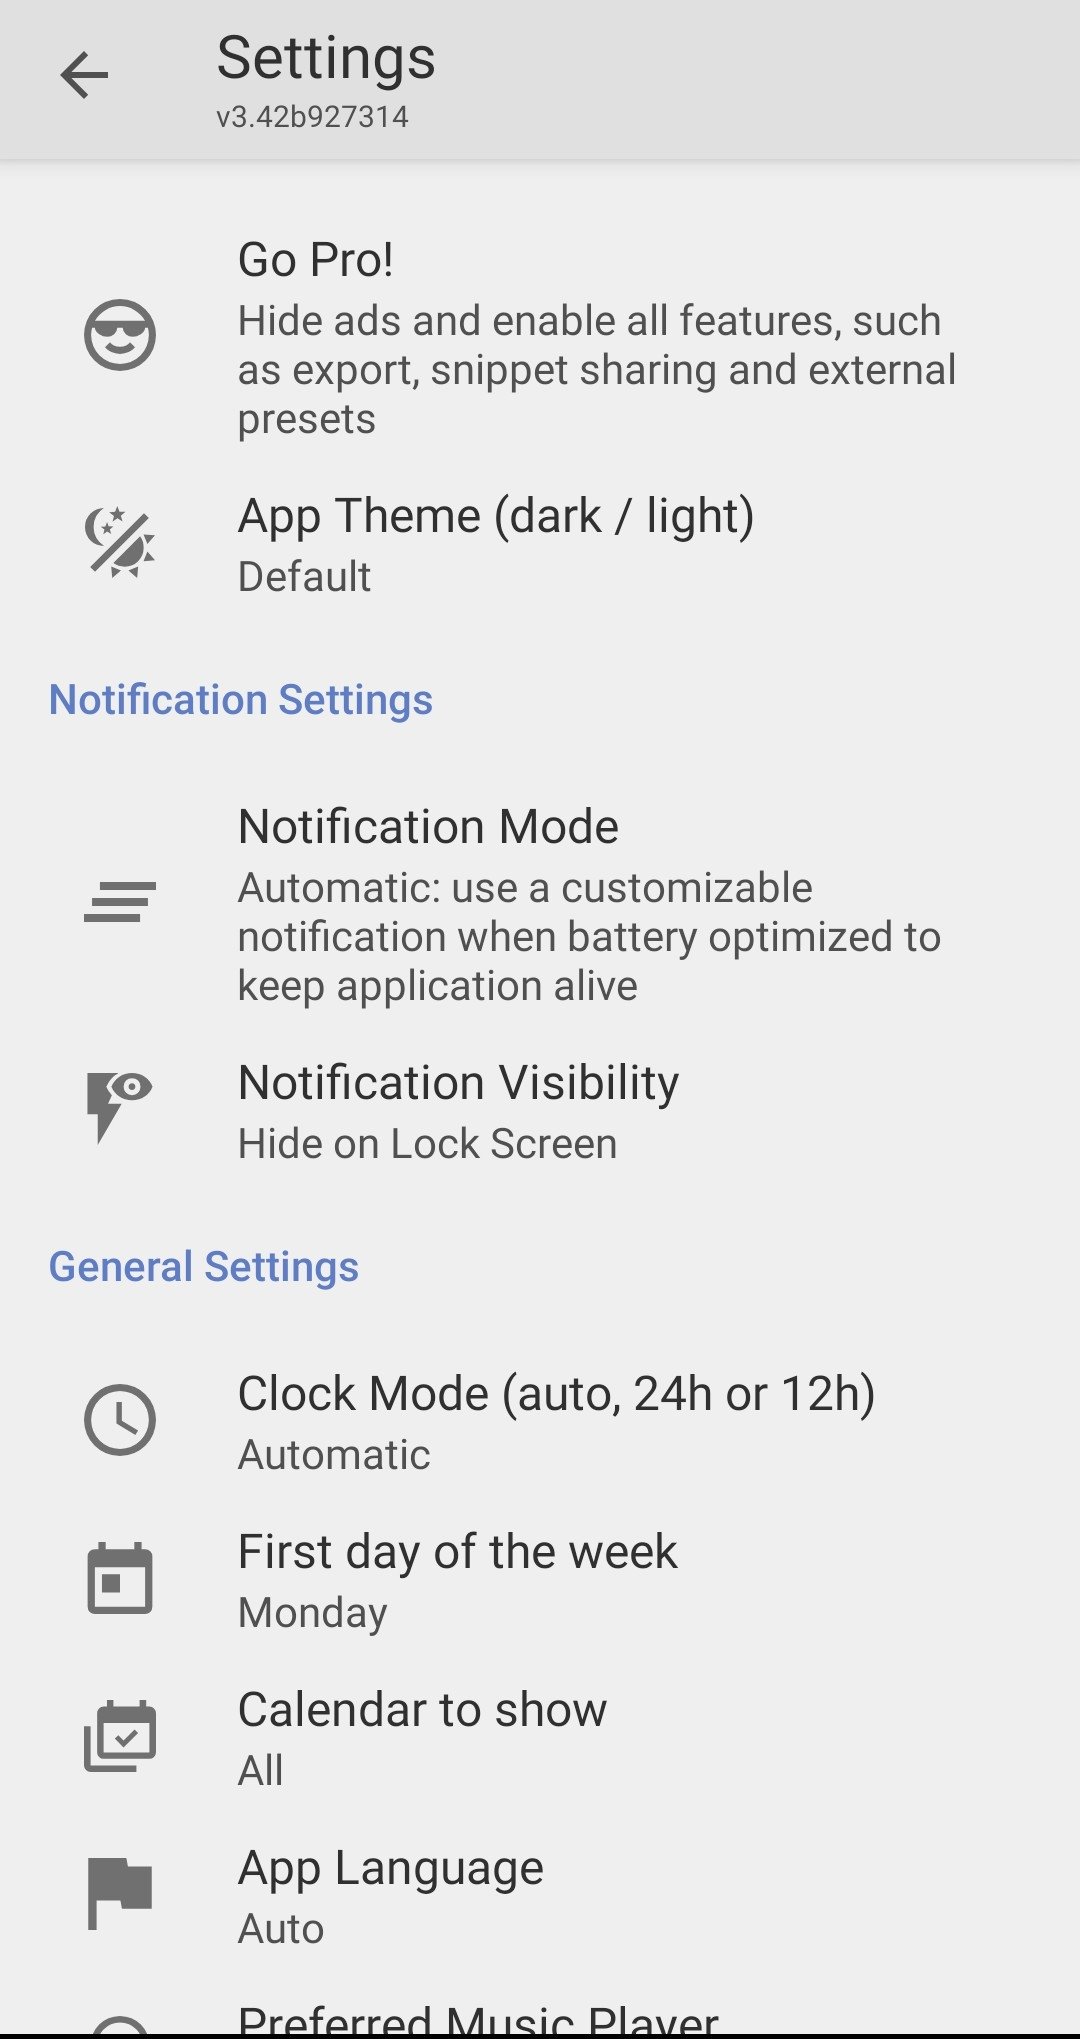 Settings
v3.42b927314
Go Pro!
Hide ads and enable all features, such
as export, snippet sharing and external
presets
App Theme (dark / light)
Default
Notification Settings
Notification Mode
Automatic: use a customizable
notification when battery optimized to
keep application alive
Notification Visibility
Hide on Lock Screen
General Settings
Clock Mode (auto, 24h or 12h)
Automatic
First day of the week
Monday
Calendar to show
All
App Language
Auto
Preferred Music Player